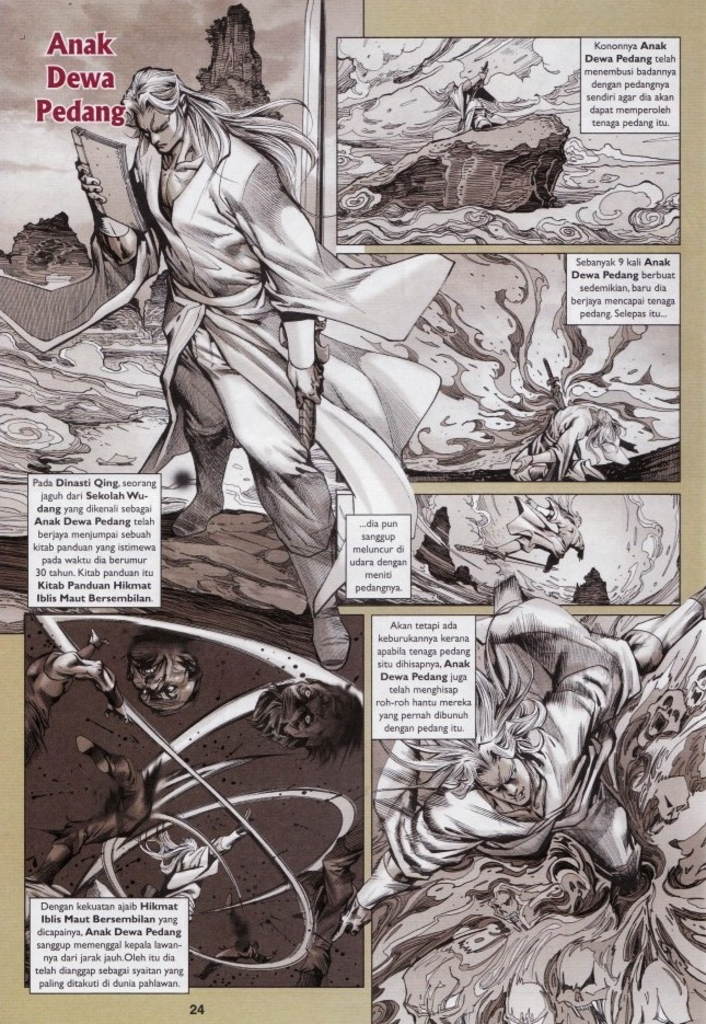 Anak
Dewa
Pedang
Pada Dinasti Qing, seorang
jaguh dari Sekolah Wu-
dang yang dikenali sebagai
Anak Dewa Pedang telah
berjaya menjumpai sebuah
kitab panduan yang istimewa
pada waktu dia berumur
30 tahun. Kitab panduan itu
Kitab Panduan Hikmat
Iblis Maut Bersembilan.
Kononnya Anak
Dewa Pedang telah
menembusi badannya
dengan pedangnya
sendiri agar dia akan
dapat memperoleh
tenaga pedang itu.
Sebanyak 9 kali Anak
Dewa Pedang berbuat
sedemikian, baru dia
berjaya mencapai tenaga
pedang. Selepas itu...
...dia pun
sanggup
meluncur di
udara dengan
meniti
pedangnya.
Akan tetapi ada
keburukannya kerana
apabila tenaga pedang
situ dihisapnya, Anak
Dewa Pedang juga
telah menghisap
roh-roh hantu mereka
yang pernah dibunuh
dengan pedang itu.
Dengan kekuatan ajaib Hikmat
Iblis Maut Bersembilan yang
dicapainya, Anak Dewa Pedang
sanggup memenggal kepala lawan-
nya dari jarak jauh.Oleh itu dia
telah dianggap sebagai syaitan yang
paling ditakuti di dunia pahlawan.
24